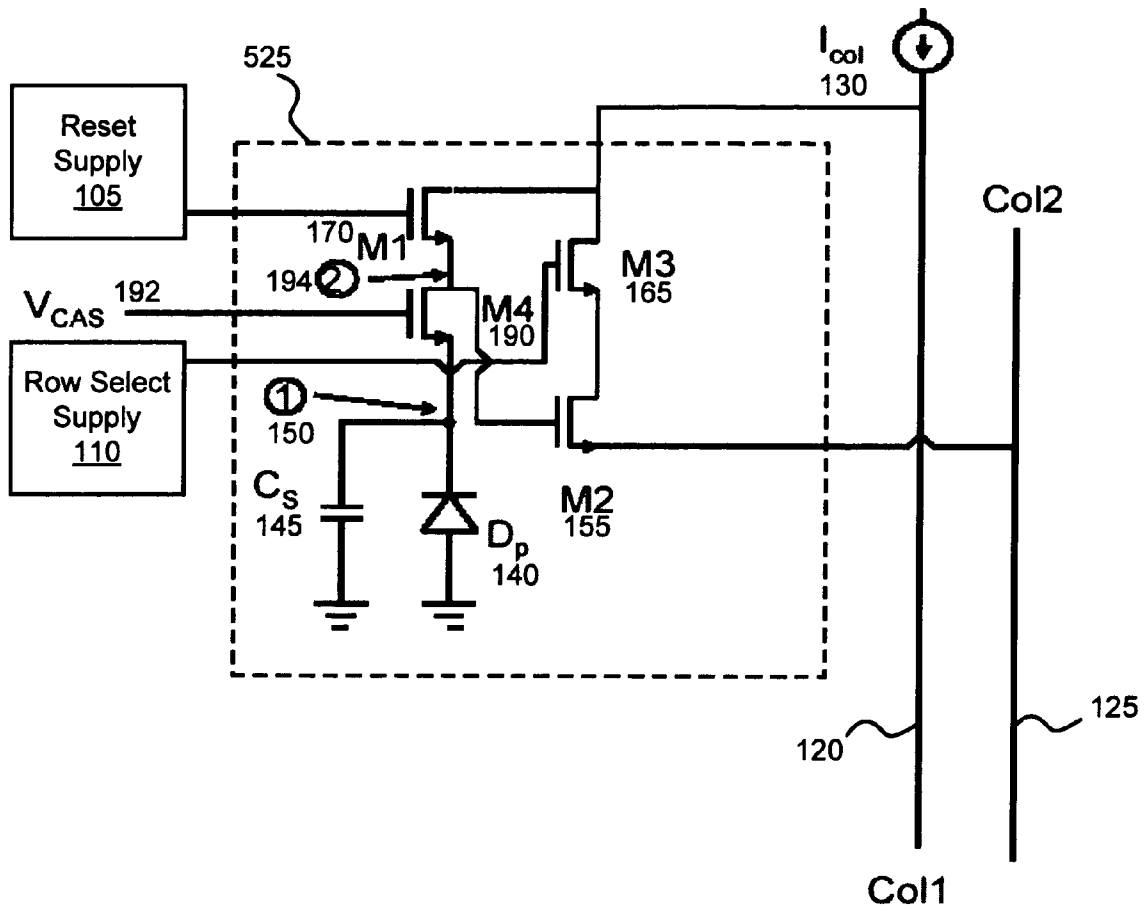 525
I_col
130
Reset
Supply
105
Col2
170
M1
194 ②
M3
165
V_CAS 192
M4
190
Row Select
Supply
110
①
150
C_S
145
M2
155
D_p
140
120
125
Col1